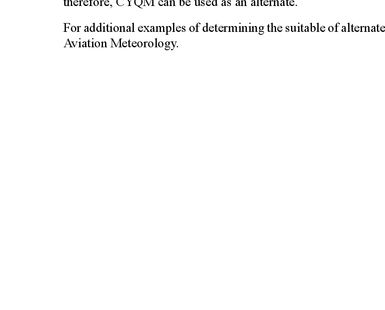 therefore, CYQM can be used as an alternate.
For additional examples of determining the suitable of alternate
Aviation Meteorology.